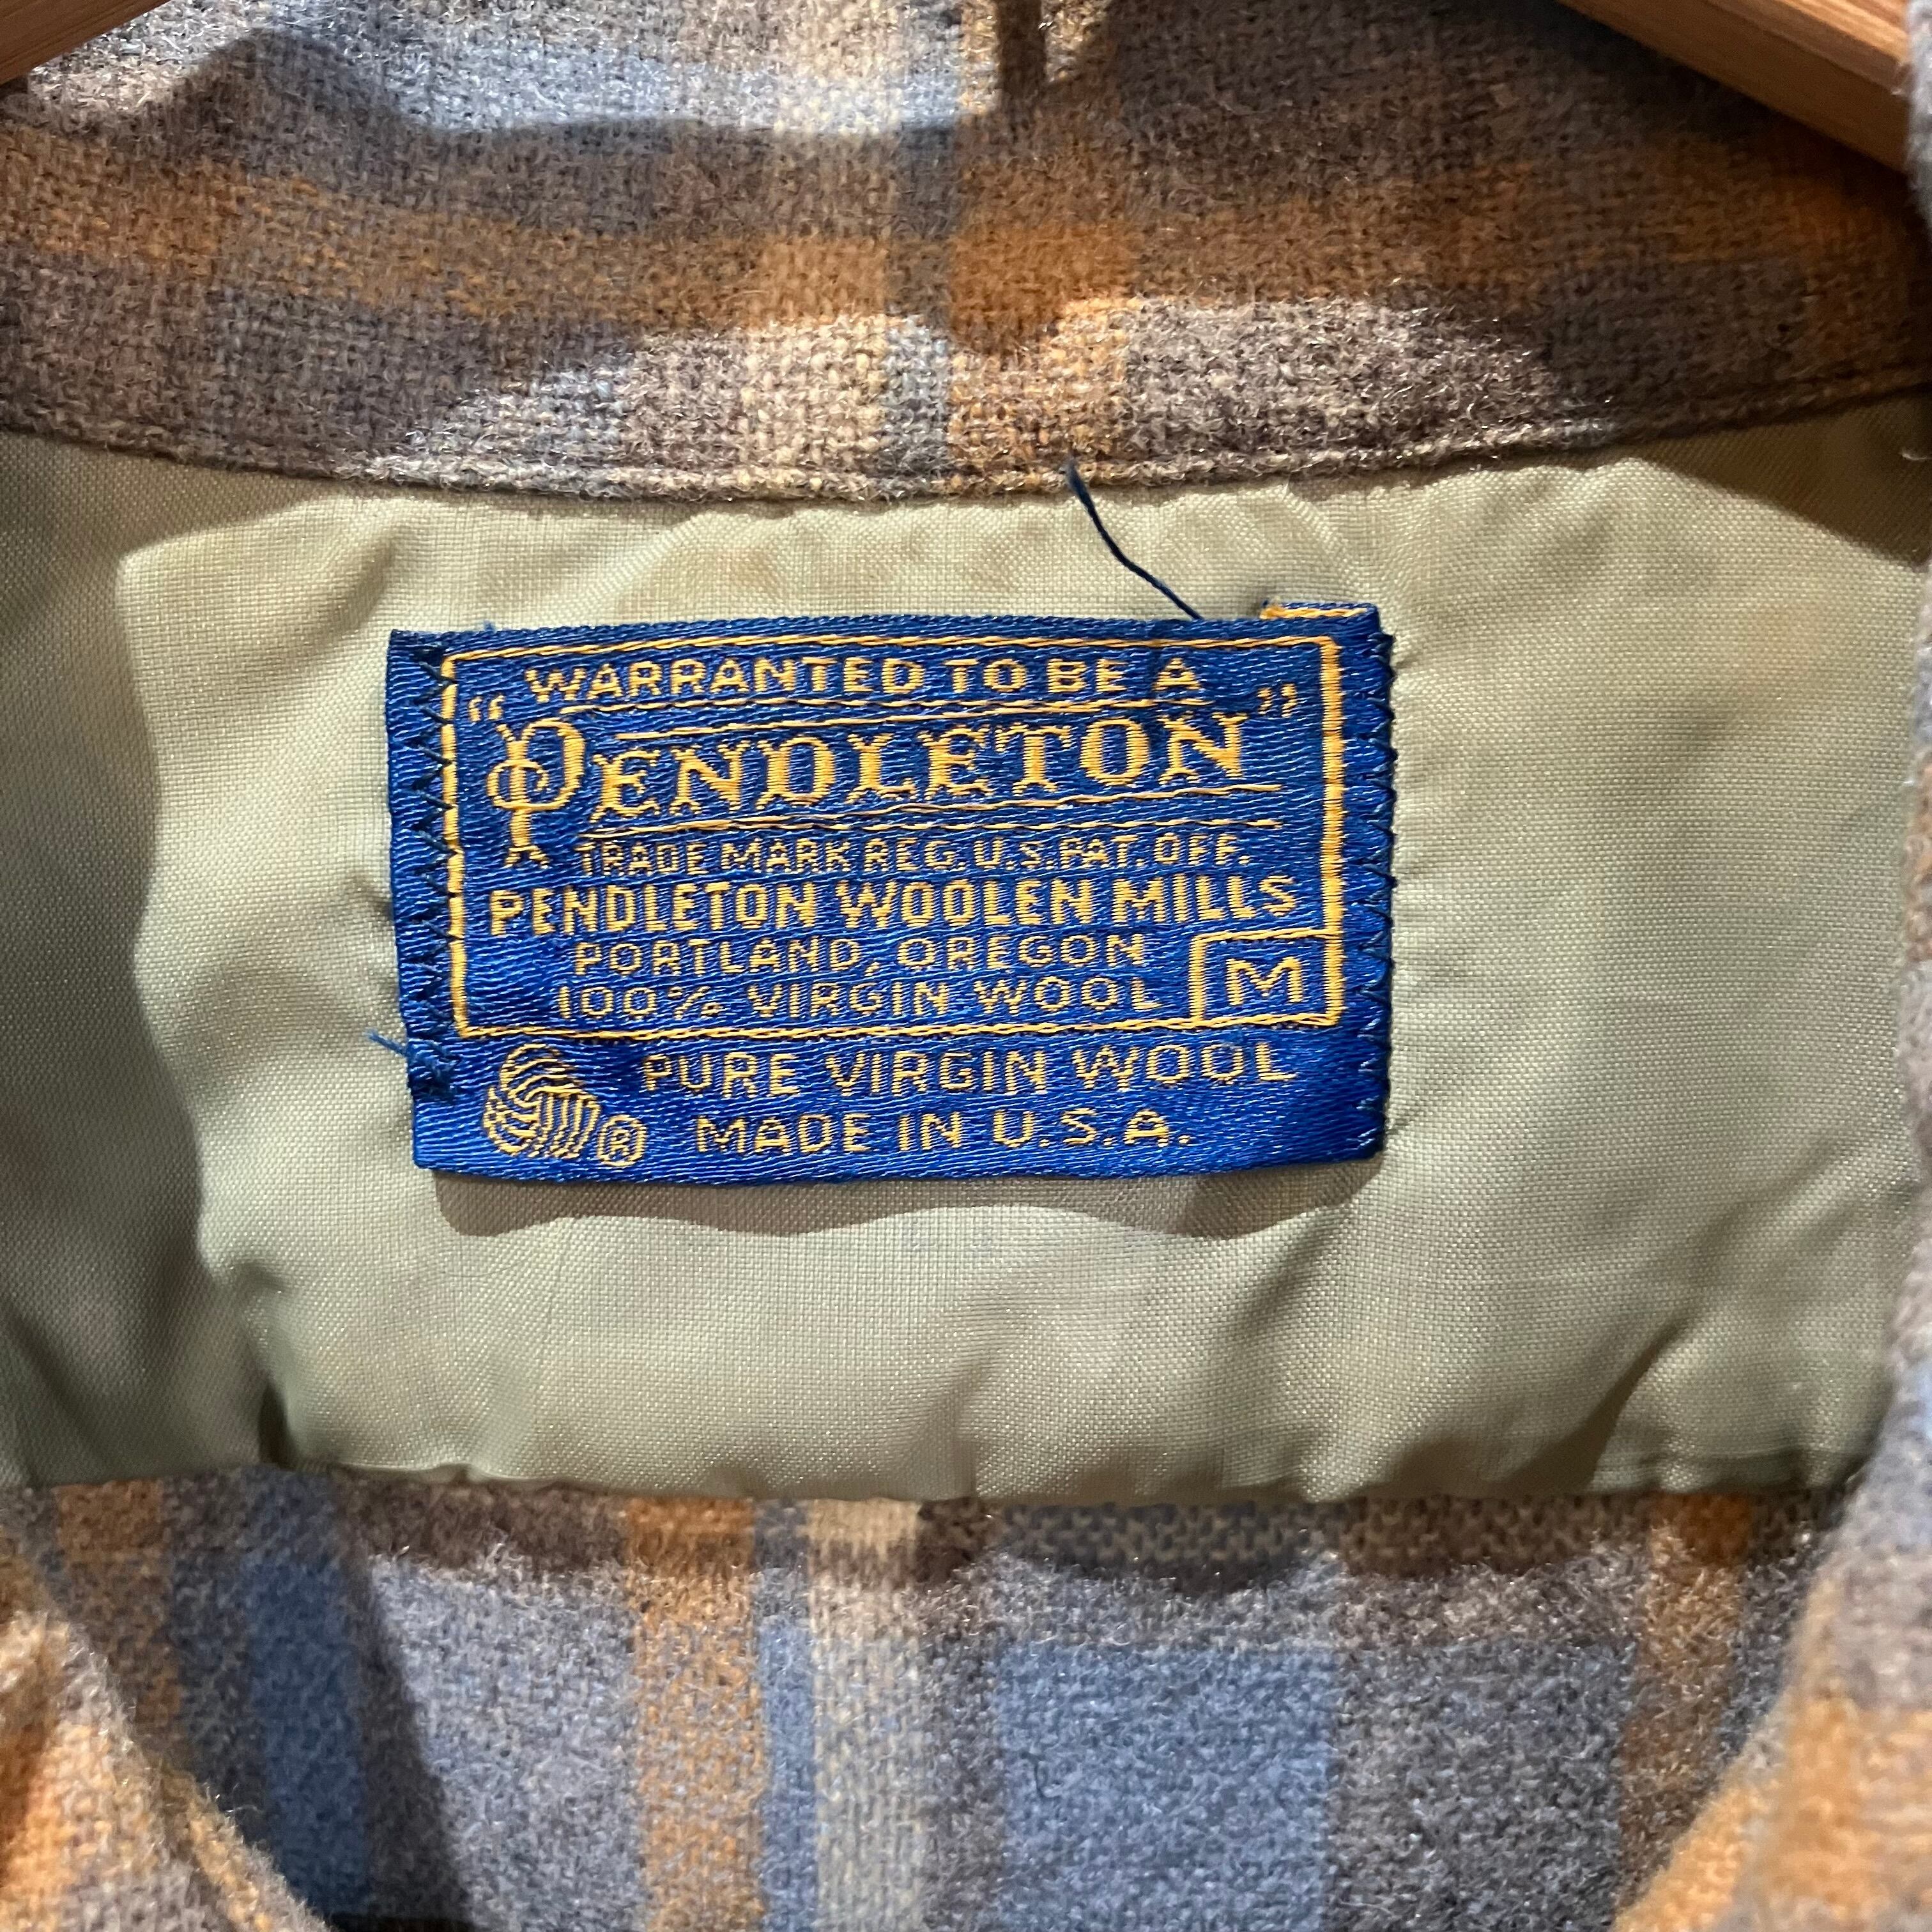 WARRANTED TO BE A
"PENDLETON"
TRADE MARK REG. U.S. PAT. OFF.
PENDLETON WOOLEN MILLS
PORTLAND, OREGON
100% VIRGIN WOOL M
PURE VIRGIN WOOL
® MADE IN U.S.A.